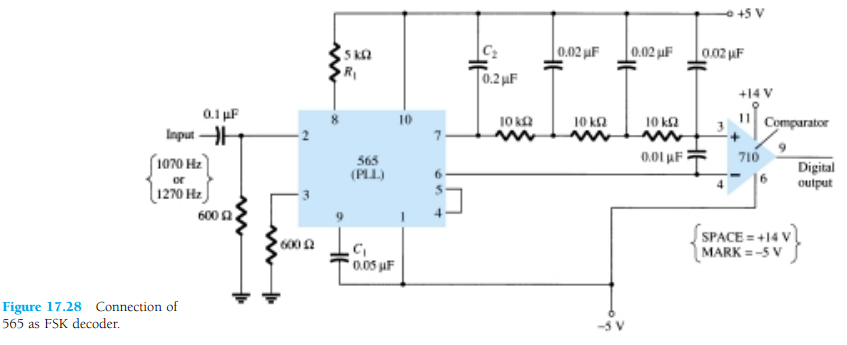 +5 V
5 kΩ
R1
C2
0.2 μF
0.02 μF
0.02 μF
0.02 μF
+14 V
0.1 μF
8
10
10 kΩ
10 kΩ
10 kΩ
3
11
Comparator
Input
2
7
+
9
1070 Hz
or
1270 Hz
565
(PLL)
6
0.01 μF
710
Digital
output
5
4
−
6
3
600 Ω
9
1
4
600 Ω
C1
0.05 μF
SPACE = +14 V
MARK = −5 V
Figure 17.28 Connection of
565 as FSK decoder.
−5 V